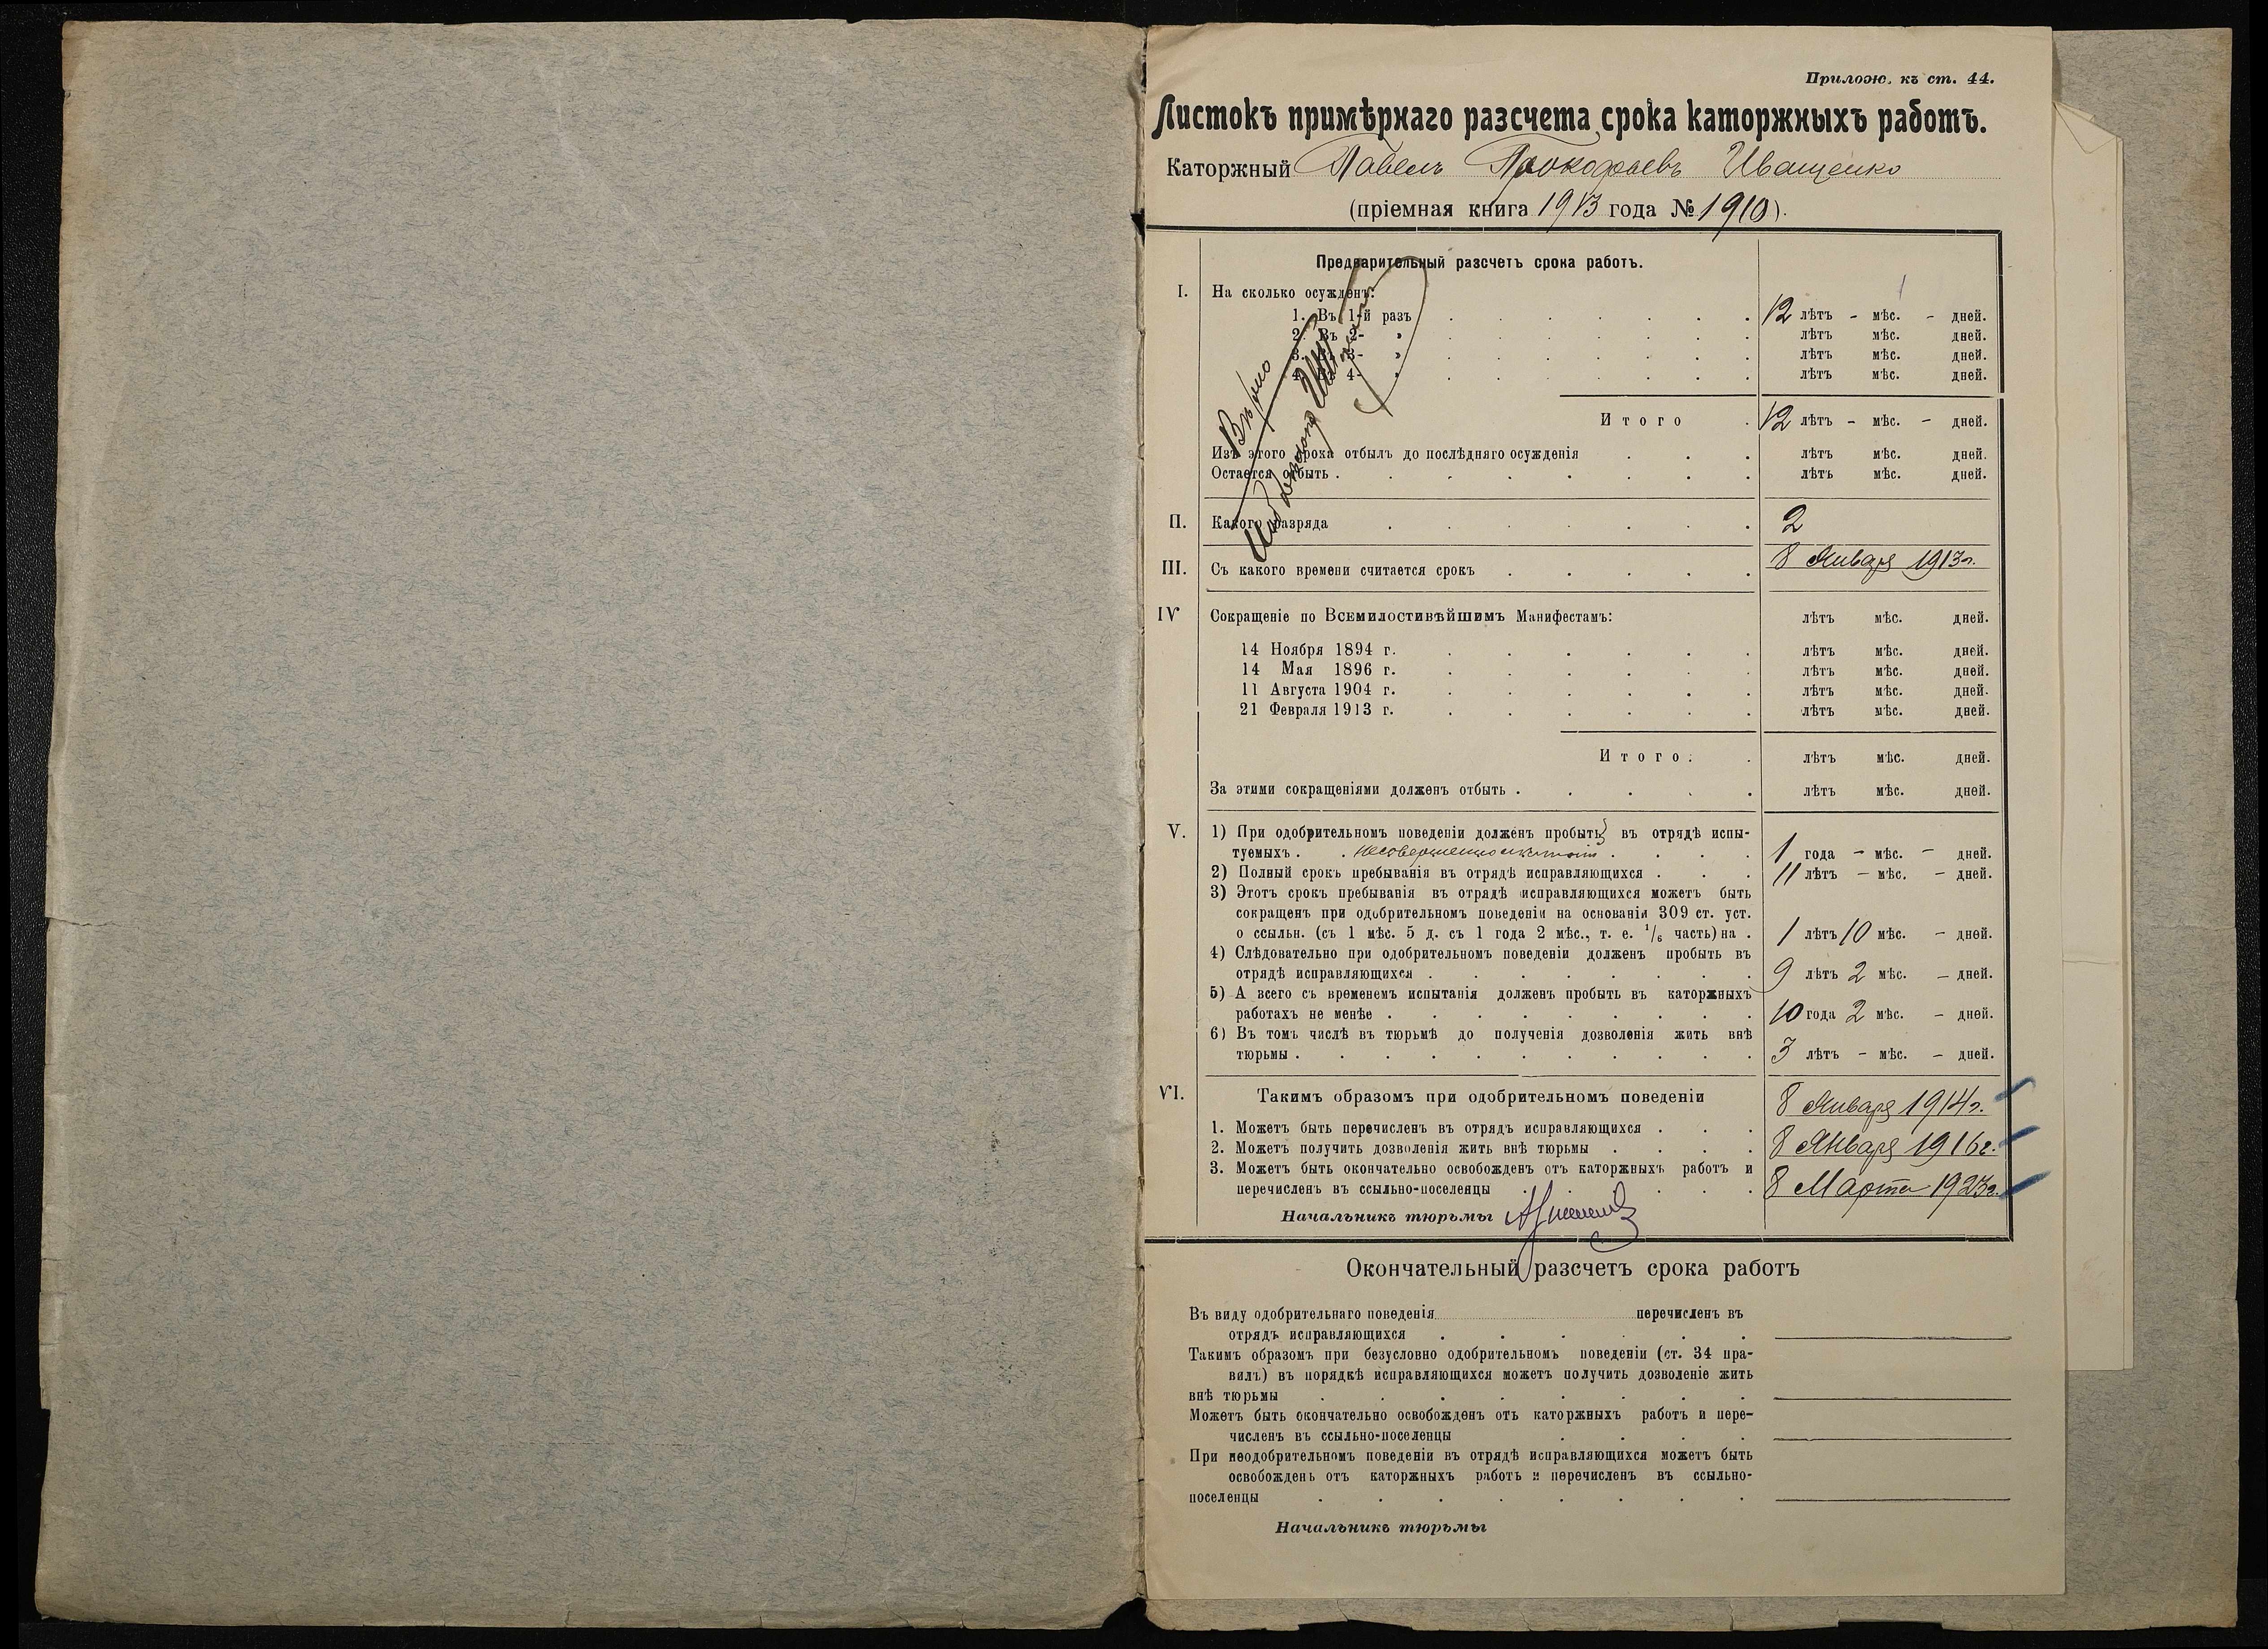 Прилож. къ ст. 44.
Листокъ примѣрнаго разсчета срока каторжныхъ работъ.
Каторжный Павелъ Прокофьевъ Иващенко
(пріемная книга 1913 года № 1910).
Предварительный разсчетъ срока работъ.
I. На сколько осужденъ:
1. Въ 1-й разъ 12 лѣтъ - мѣс. - дней.
2. Въ 2- » лѣтъ мѣс. дней.
3. Въ 3- » лѣтъ мѣс. дней.
4. Въ 4- » лѣтъ мѣс. дней.
Вѣрно
Итого 12 лѣтъ - мѣс. - дней.
Изъ этого срока отбылъ до послѣдняго осужденія лѣтъ мѣс. дней.
Остается отбыть лѣтъ мѣс. дней.
II. Какого разряда 2
III. Съ какого времени считается срокъ 8 Января 1913 г.
IV Сокращеніе по Всемилостивѣйшимъ Манифестамъ: лѣтъ мѣс. дней.
14 Ноября 1894 г. лѣтъ мѣс. дней.
14 Мая 1896 г. лѣтъ мѣс. дней.
11 Августа 1904 г. лѣтъ мѣс. дней.
21 Февраля 1913 г. лѣтъ мѣс. дней.
Итого. лѣтъ мѣс. дней.
За этими сокращеніями долженъ отбыть лѣтъ мѣс. дней.
V. 1) При одобрительномъ поведеніи долженъ пробыть въ отрядѣ испы-
туемыхъ 1 года - мѣс. - дней.
2) Полный срокъ пребыванія въ отрядѣ исправляющихся 11 лѣтъ - мѣс. - дней.
3) Этотъ срокъ пребыванія въ отрядѣ исправляющихся можетъ быть
сокращенъ при одобрительномъ поведеніи на основаніи 309 ст. уст.
о ссыльн. (съ 1 мѣс. 5 д. съ 1 года 2 мѣс., т. е. 1/6 часть) на 1 лѣтъ 10 мѣс. - дней.
4) Слѣдовательно при одобрительномъ поведеніи долженъ пробыть въ
отрядѣ исправляющихся 9 лѣтъ 2 мѣс. - дней.
5) А всего съ временемъ испытанія долженъ пробыть въ каторжныхъ
работахъ не менѣе 10 года 2 мѣс. - дней.
6) Въ томъ числѣ въ тюрьмѣ до полученія дозволенія жить внѣ
тюрьмы 3 лѣтъ - мѣс. - дней.
VI. Такимъ образомъ при одобрительномъ поведеніи
1. Можетъ быть перечисленъ въ отрядъ исправляющихся 8 Января 1914 г.
2. Можетъ получить дозволенія жить внѣ тюрьмы 8 Января 1916 г.
3. Можетъ быть окончательно освобожденъ отъ каторжныхъ работъ и
перечисленъ въ ссыльно-поселенцы 8 Марта 1923 г.
Начальникъ тюрьмы
Окончательный разсчетъ срока работъ
Въ виду одобрительнаго поведенія перечисленъ въ
отрядъ исправляющихся
Такимъ образомъ при безусловно одобрительномъ поведеніи (ст. 34 пра-
вилъ) въ порядкѣ исправляющихся можетъ получить дозволеніе жить
внѣ тюрьмы
Можетъ быть окончательно освобожденъ отъ каторжныхъ работъ и пере-
численъ въ ссыльно-поселенцы
При неодобрительномъ поведеніи въ отрядѣ исправляющихся можетъ быть
освобожденъ отъ каторжныхъ работъ и перечисленъ въ ссыльно-
поселенцы
Начальникъ тюрьмы